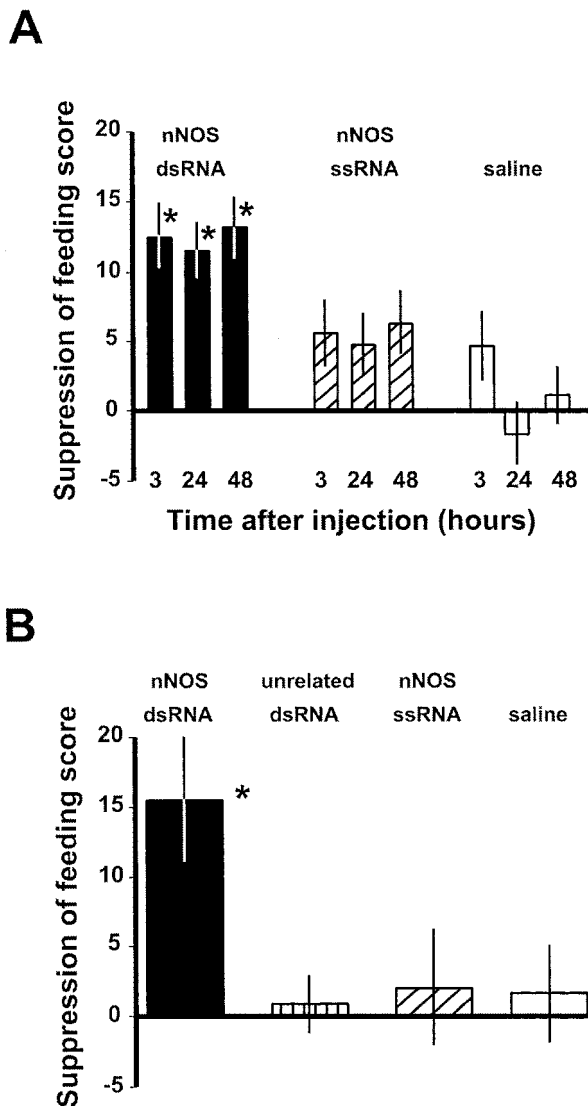 A
nNOS nNOS
dsRNA ssRNA saline
20
15
10
5
0
-5
Suppression of feeding score
* * *
3 24 48 3 24 48 3 24 48
Time after injection (hours)
B
nNOS unrelated nNOS
dsRNA dsRNA ssRNA saline
20
15
10
5
0
-5
Suppression of feeding score
*